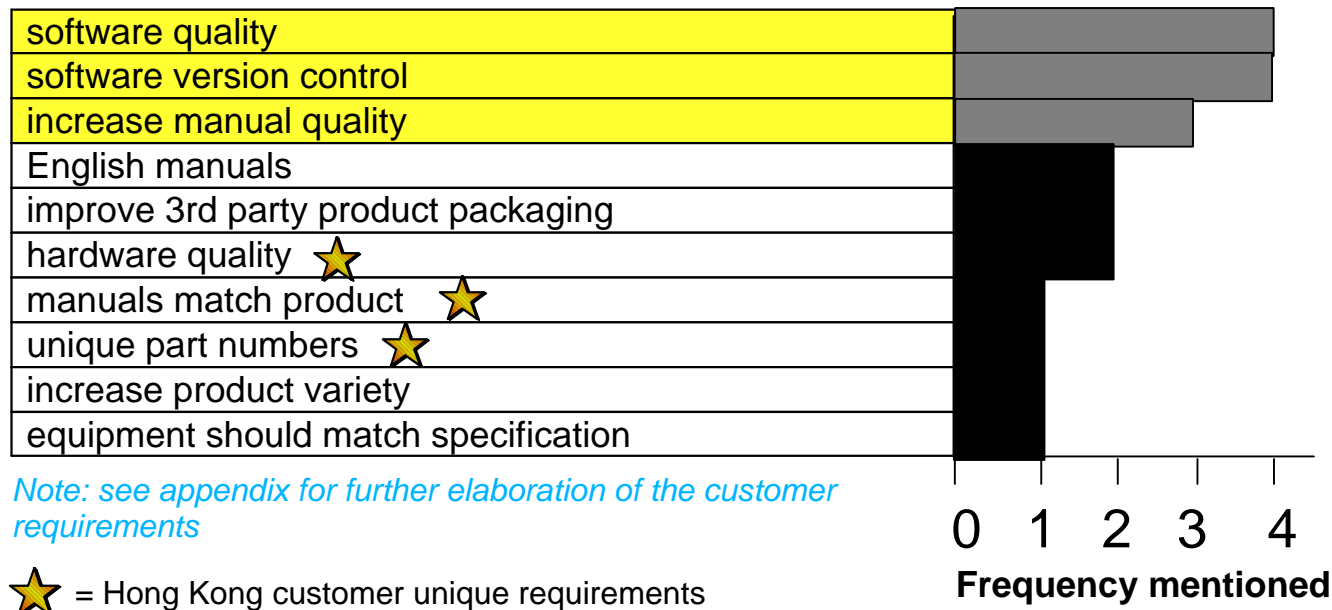 software quality
software version control
increase manual quality
English manuals
improve 3rd party product packaging
hardware quality
manuals match product
unique part numbers
increase product variety
equipment should match specification
Note: see appendix for further elaboration of the customer
requirements
= Hong Kong customer unique requirements
0 1 2 3 4
Frequency mentioned